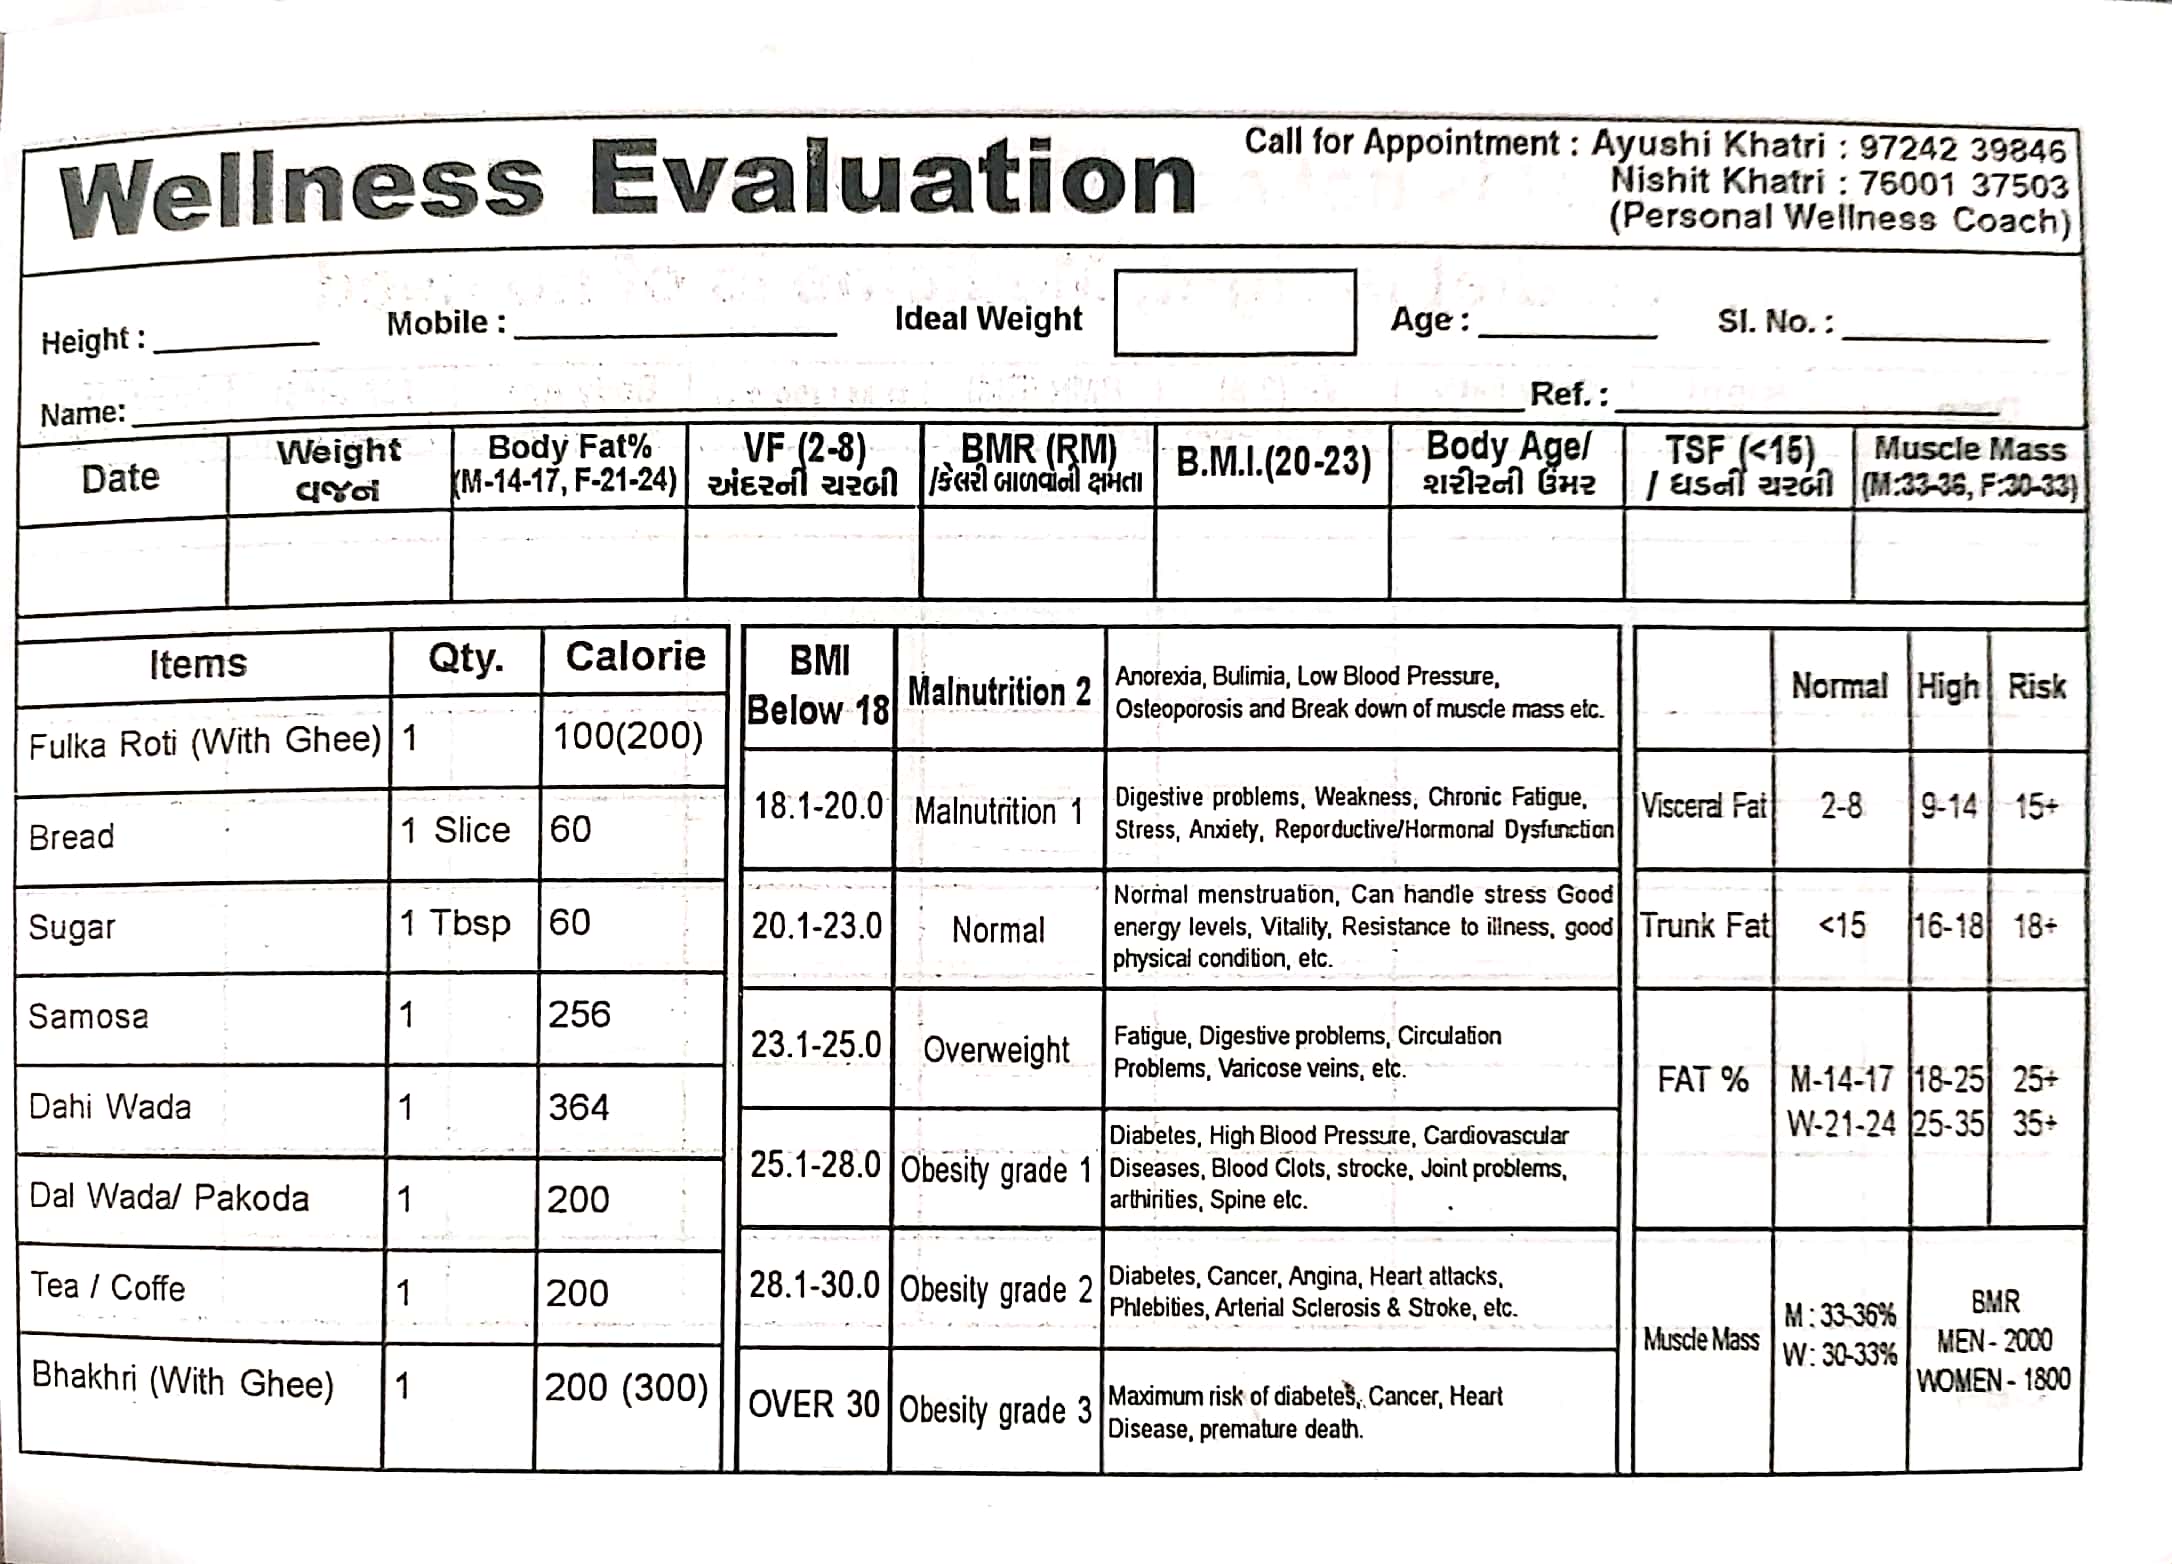 Wellness Evaluation
Call for Appointment : Ayushi Khatri : 97242 39846
Nishit Khatri : 76001 37503
(Personal Wellness Coach)
Height : Mobile : Ideal Weight Age : Sl. No. :
Name: Ref. :
Date
Weight
વજન
Body Fat%
(M-14-17, F-21-24)
VF (2-8)
અંદરની ચરબી
BMR (RM)
/કેલરી બાળવાની ક્ષમતા
B.M.I.(20-23)
Body Age/
શરીરની ઉંમર
TSF (<15)
/ ધડની ચરબી
Muscle Mass
(M:33-36, F:30-33)
Items Qty. Calorie
Fulka Roti (With Ghee) 1 100(200)
Bread 1 Slice 60
Sugar 1 Tbsp 60
Samosa 1 256
Dahi Wada 1 364
Dal Wada/ Pakoda 1 200
Tea / Coffe 1 200
Bhakhri (With Ghee) 1 200 (300)
BMI
Below 18
Malnutrition 2
Anorexia, Bulimia, Low Blood Pressure,
Osteoporosis and Break down of muscle mass etc.
18.1-20.0
Malnutrition 1
Digestive problems, Weakness, Chronic Fatigue,
Stress, Anxiety, Reporductive/Hormonal Dysfunction
20.1-23.0
Normal
Normal menstruation, Can handle stress Good
energy levels, Vitality, Resistance to illness, good
physical condition, etc.
23.1-25.0
Overweight
Fatigue, Digestive problems, Circulation
Problems, Varicose veins, etc.
25.1-28.0
Obesity grade 1
Diabetes, High Blood Pressure, Cardiovascular
Diseases, Blood Clots, strocke, Joint problems,
arthirities, Spine etc.
28.1-30.0
Obesity grade 2
Diabetes, Cancer, Angina, Heart attacks,
Phlebities, Arterial Sclerosis & Stroke, etc.
OVER 30
Obesity grade 3
Maximum risk of diabetes, Cancer, Heart
Disease, premature death.
Normal High Risk
Visceral Fat 2-8 9-14 15+
Trunk Fat <15 16-18 18+
FAT % M-14-17 18-25 25+
W-21-24 25-35 35+
Muscle Mass
M : 33-36%
W : 30-33%
BMR
MEN - 2000
WOMEN - 1800